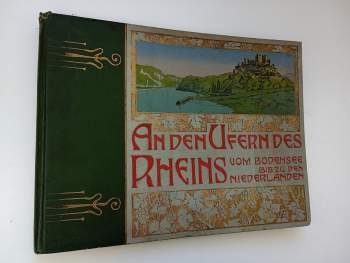 AN DEN UFERN DES
RHEINS VOM BODENSEE
BIS ZU DEN
NIEDERLANDEN